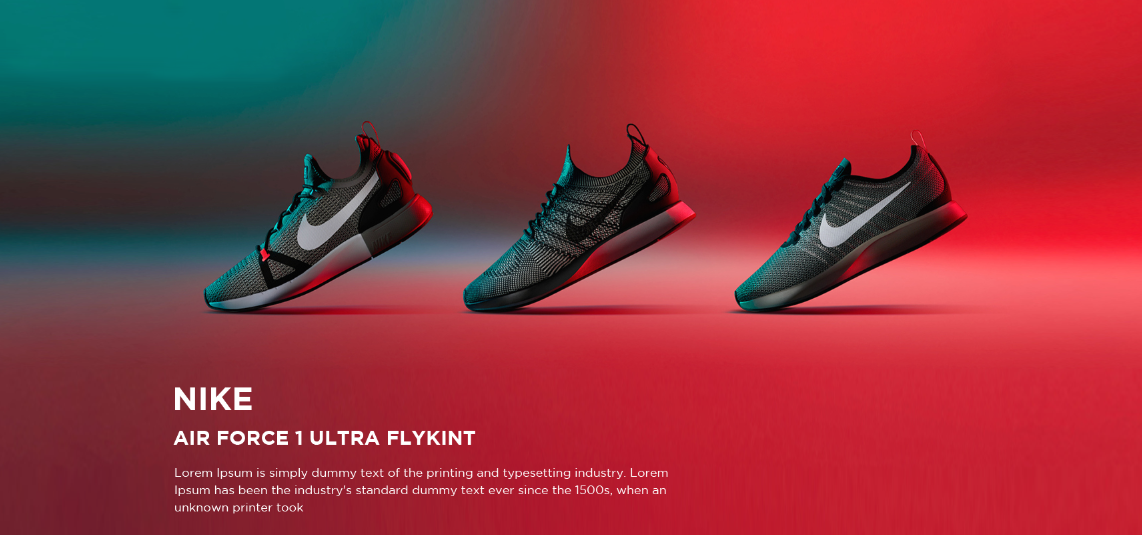 NIKE
AIR FORCE 1 ULTRA FLYKINT
Lorem Ipsum is simply dummy text of the printing and typesetting industry. Lorem
Ipsum has been the industry's standard dummy text ever since the 1500s, when an
unknown printer took